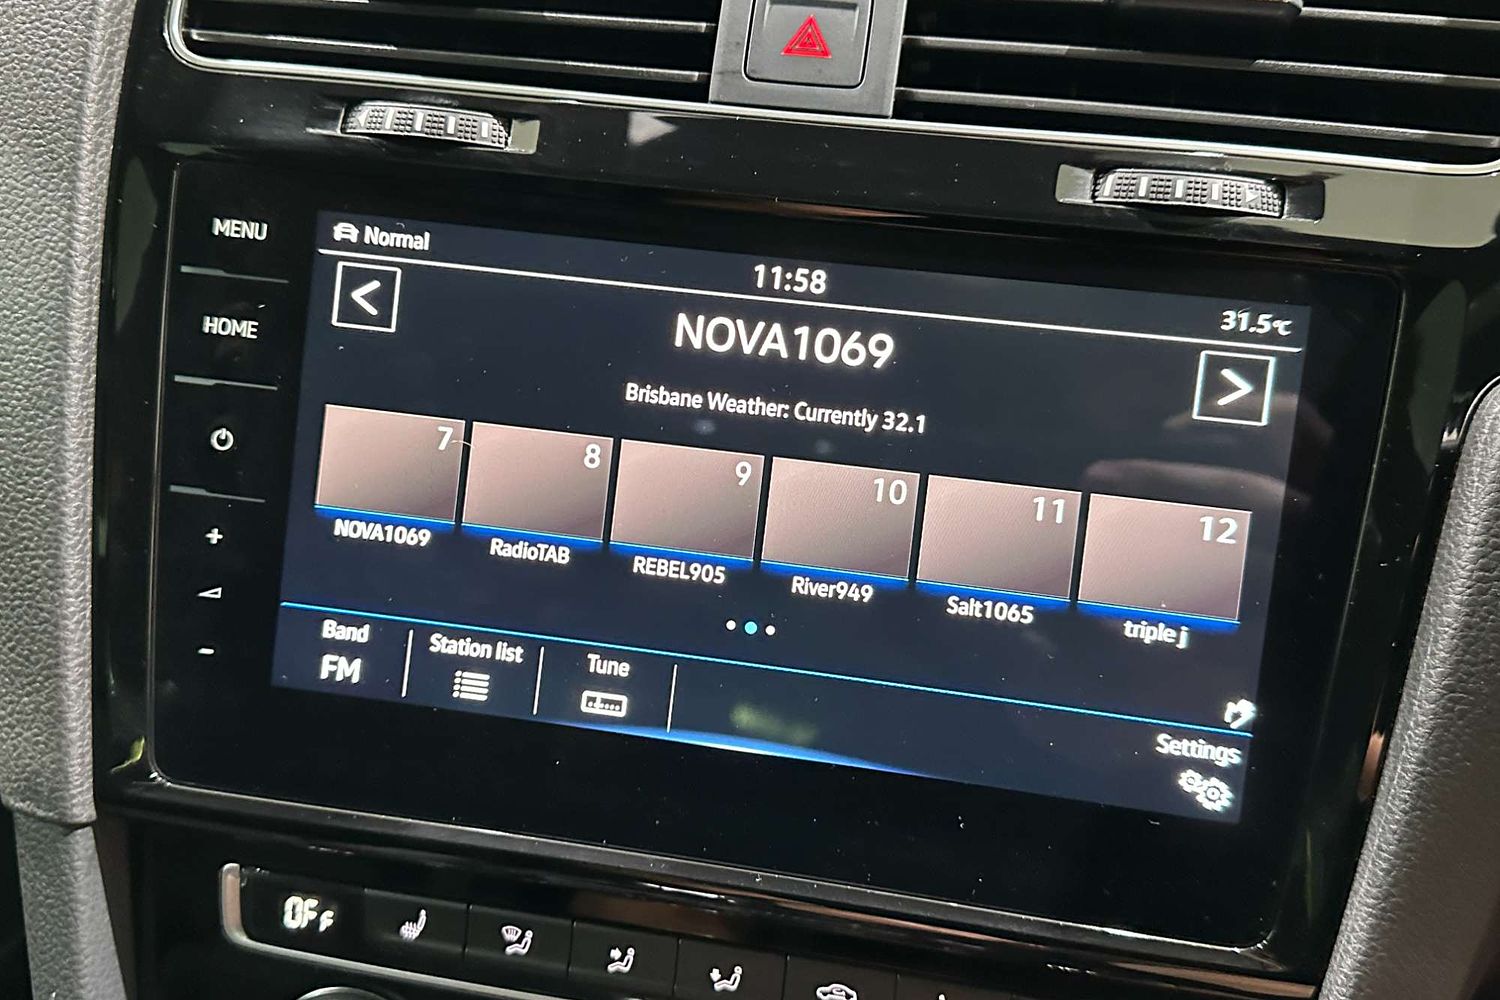 MENU
HOME
+
-
Normal
11:58
31.5°C
<
NOVA1069
>
Brisbane Weather: Currently 32.1
7
8
9
10
11
12
NOVA1069
RadioTAB
REBEL905
River949
Salt1065
triple j
Band
FM
Station list
Tune
Settings
OFF